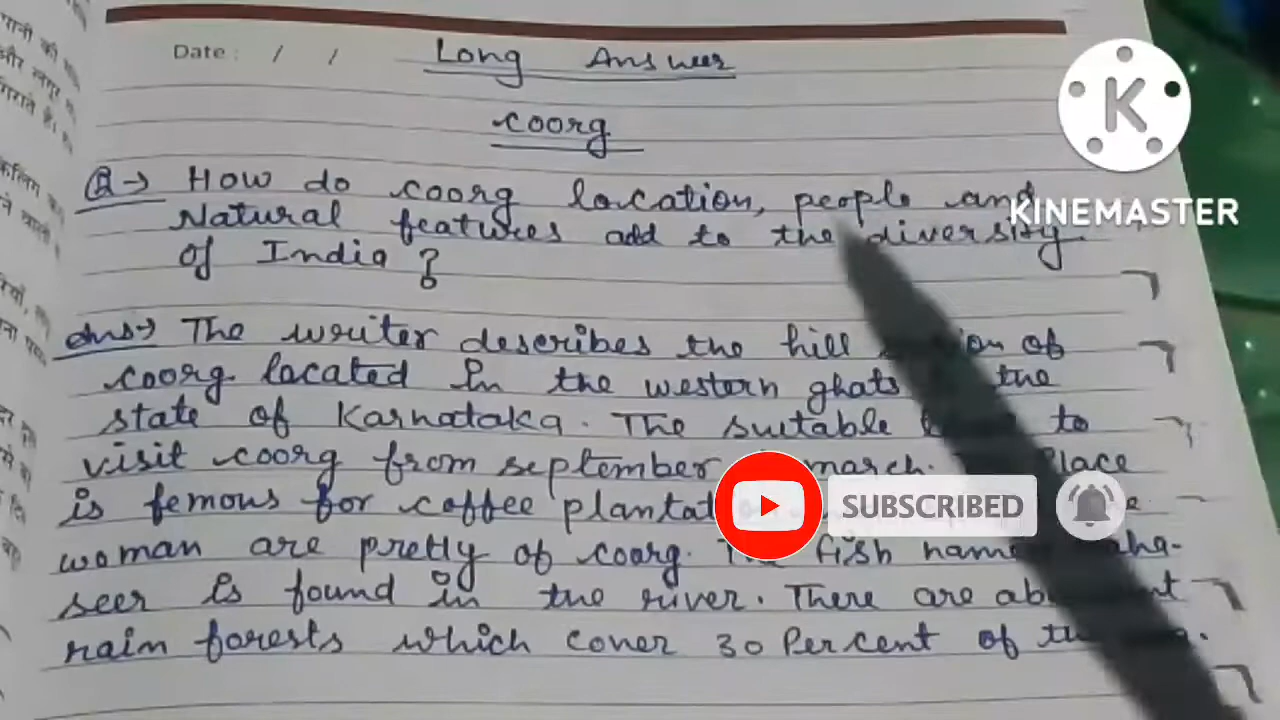 Date: / /
Long Answer
coorg
Q→ How do coorg location, people and
Natural features add to the diversity
of India ?
Ans→ The writer describes the hill of
coorg located in the western ghats the
state of Karnataka. The suitable to
visit coorg from september march. Place
is femous for coffee
woman are pretty of coorg. fish
seer is found in the river. There are
rain forests which cover 30 Percent of
KINEMASTER
SUBSCRIBED